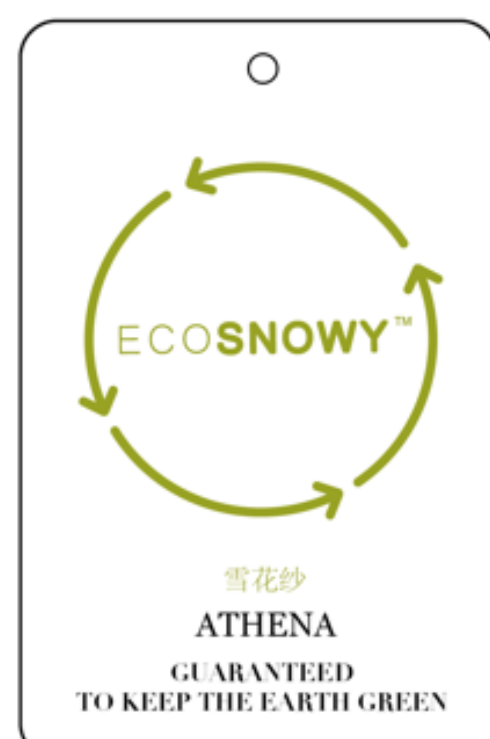 ECOSNOWY™
雪花纱
ATHENA
GUARANTEED
TO KEEP THE EARTH GREEN